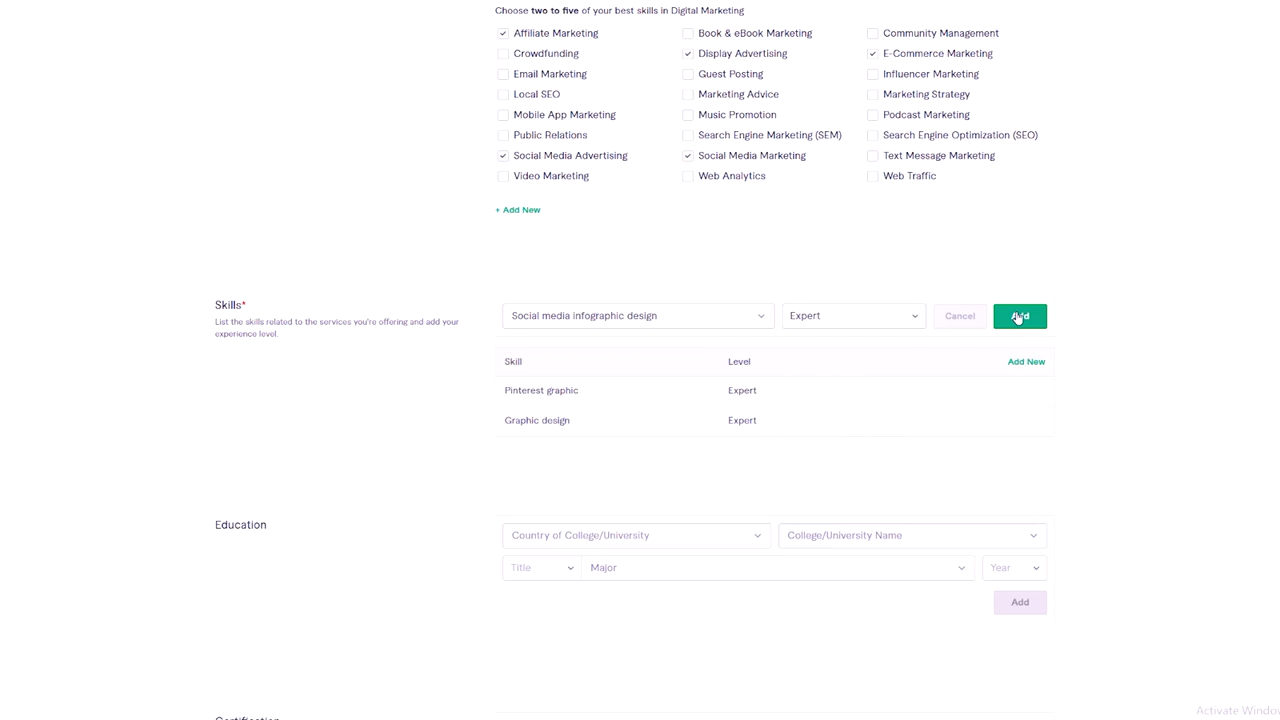 Choose two to five of your best skills in Digital Marketing
Affiliate Marketing Book & eBook Marketing Community Management
Crowdfunding Display Advertising E-Commerce Marketing
Email Marketing Guest Posting Influencer Marketing
Local SEO Marketing Advice Marketing Strategy
Mobile App Marketing Music Promotion Podcast Marketing
Public Relations Search Engine Marketing (SEM) Search Engine Optimization (SEO)
Social Media Advertising Social Media Marketing Text Message Marketing
Video Marketing Web Analytics Web Traffic
+ Add New
Skills*
List the skills related to the services you're offering and add your
experience level.
Social media infographic design Expert Cancel Add
Skill Level Add New
Pinterest graphic Expert
Graphic design Expert
Education
Country of College/University College/University Name
Title Major Year
Add
Activate